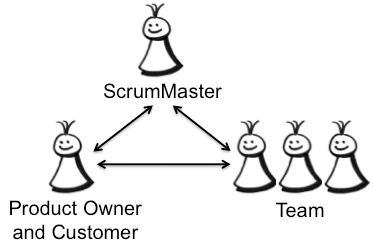 ScrumMaster
Product Owner
and Customer
Team